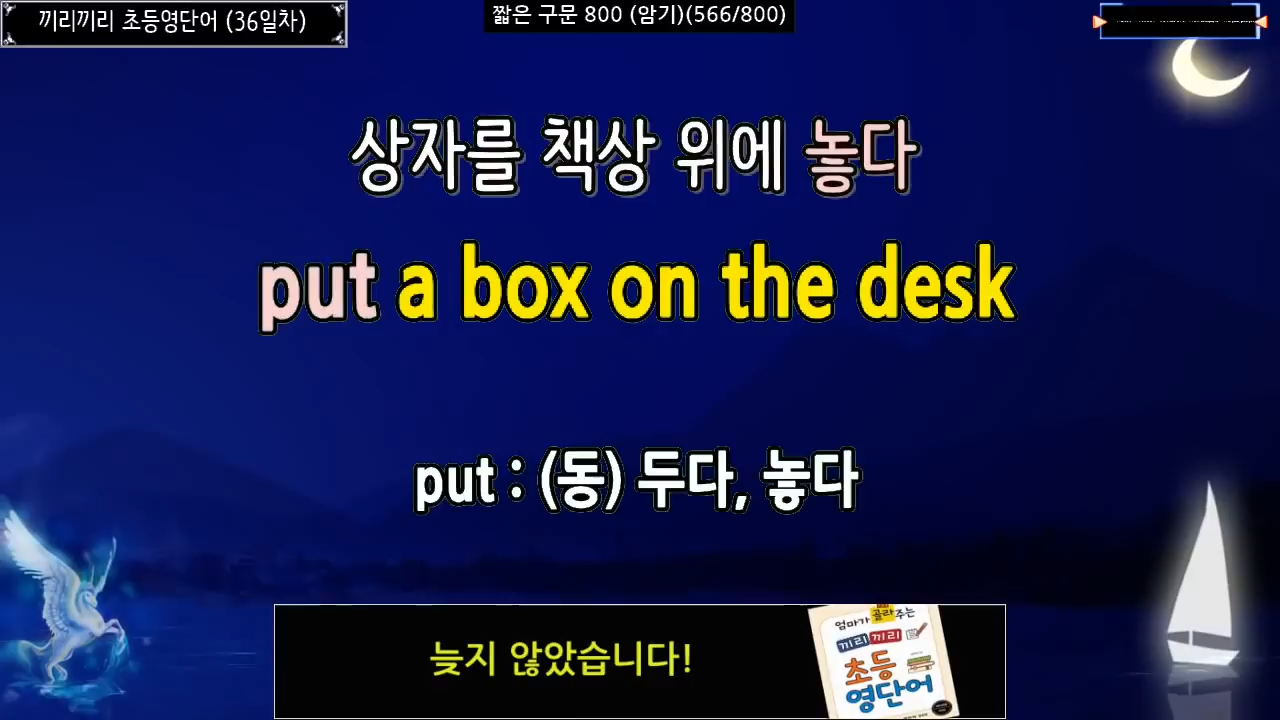 끼리끼리 초등영단어 (36일차)
짧은 구문 800 (암기)(566/800)
상자를 책상 위에 놓다
put a box on the desk
put : (동) 두다, 놓다
늦지 않았습니다!
엄마가 골라주는
끼리끼리
초등
영단어